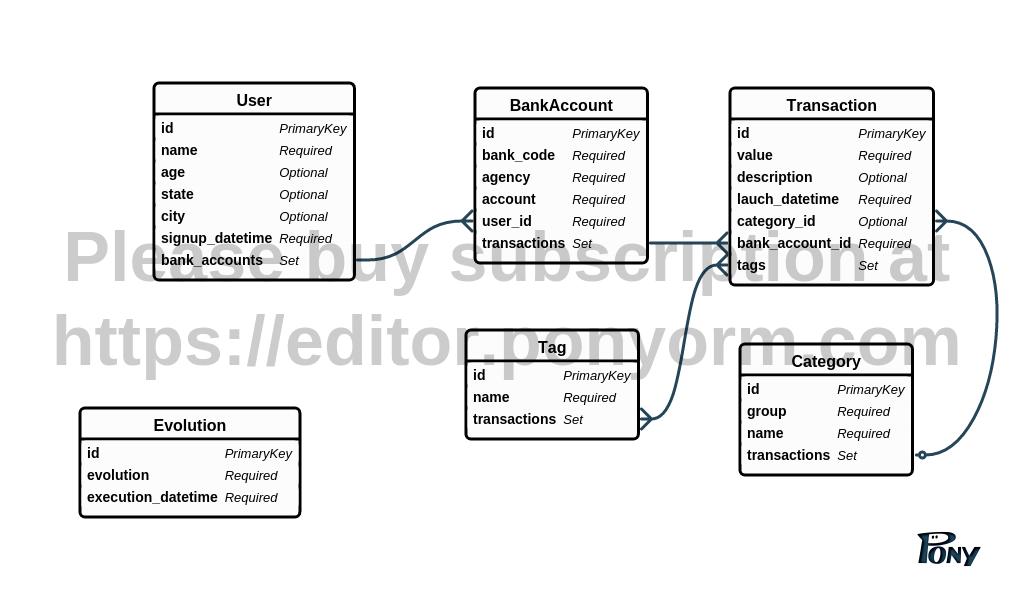 User
id PrimaryKey
name Required
age Optional
state Optional
city Optional
signup_datetime Required
bank_accounts Set
BankAccount
id PrimaryKey
bank_code Required
agency Required
account Required
user_id Required
transactions Set
Transaction
id PrimaryKey
value Required
description Optional
lauch_datetime Required
category_id Optional
bank_account_id Required
tags Set
Please buy subscription at
https://editor.ponyorm.com
Tag
id PrimaryKey
name Required
transactions Set
Category
id PrimaryKey
group Required
name Required
transactions Set
Evolution
id PrimaryKey
evolution Required
execution_datetime Required
PONY